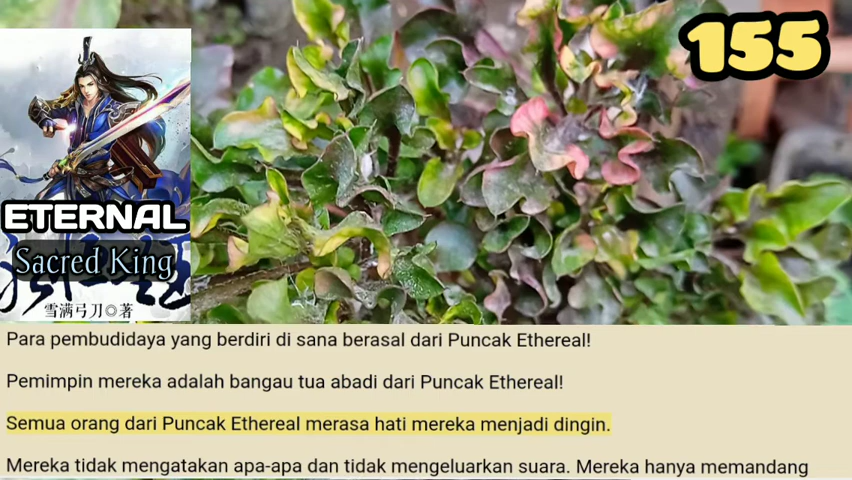 155
ETERNAL
Sacred King
雪满弓刀◎著
Para pembudidaya yang berdiri di sana berasal dari Puncak Ethereal!
Pemimpin mereka adalah bangau tua abadi dari Puncak Ethereal!
Semua orang dari Puncak Ethereal merasa hati mereka menjadi dingin.
Mereka tidak mengatakan apa-apa dan tidak mengeluarkan suara. Mereka hanya memandang